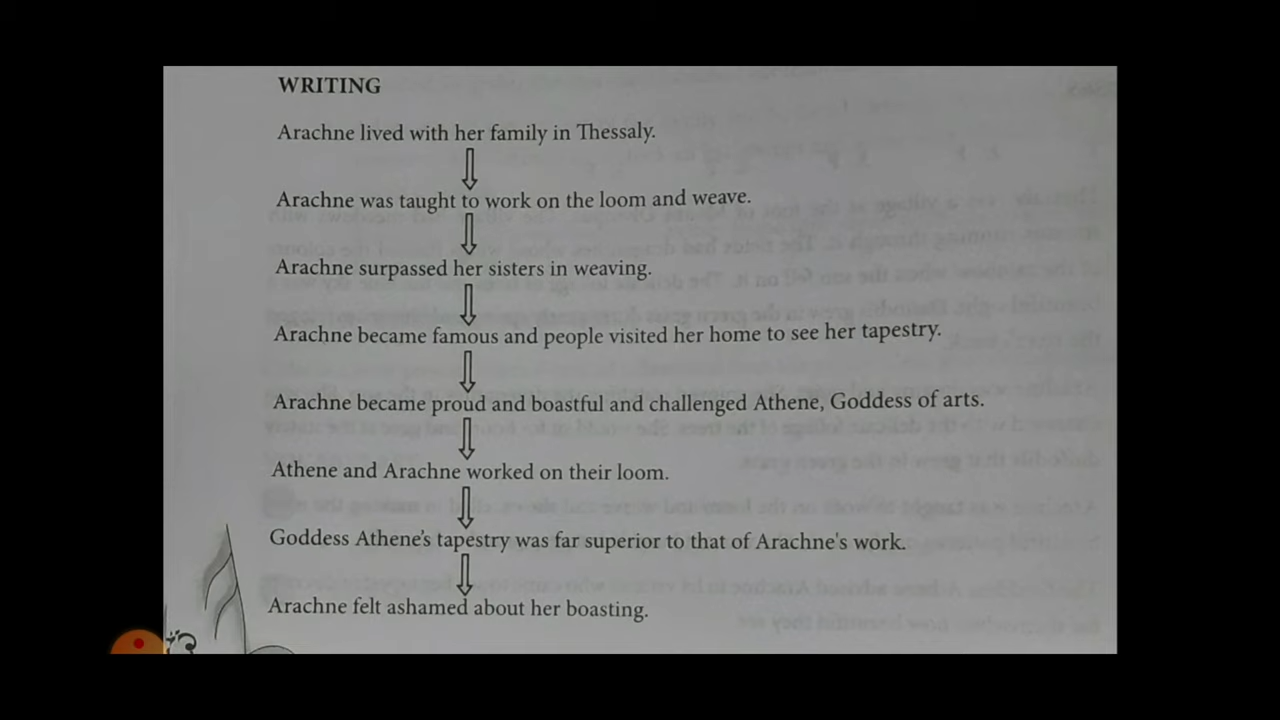 WRITING
Arachne lived with her family in Thessaly.
Arachne was taught to work on the loom and weave.
Arachne surpassed her sisters in weaving.
Arachne became famous and people visited her home to see her tapestry.
Arachne became proud and boastful and challenged Athene, Goddess of arts.
Athene and Arachne worked on their loom.
Goddess Athene's tapestry was far superior to that of Arachne's work.
Arachne felt ashamed about her boasting.